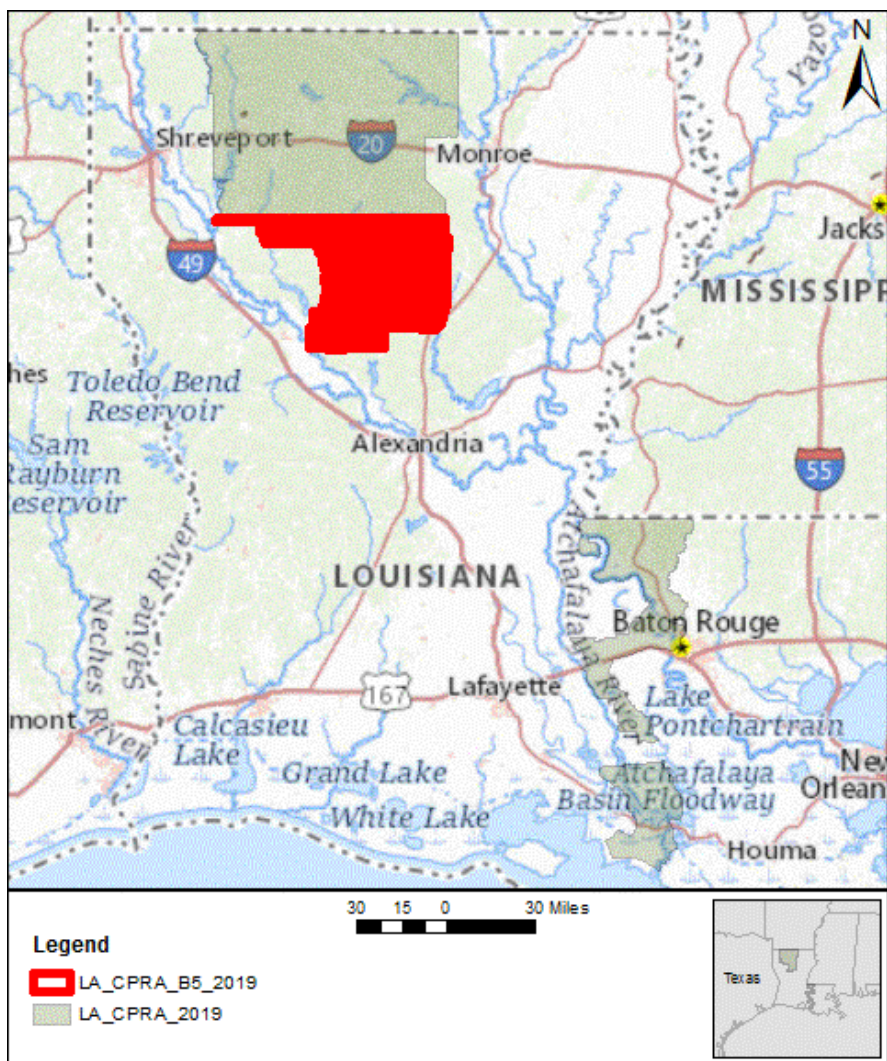 N
Yazoo
Shreveport
20
Monroe
Jacks
49
MISSISSIPP
hes
Toledo Bend
Reservoir
Sam
Rayburn
eservoir
Alexandria
55
Atchafalaya River
LOUISIANA
Sabine River
Neches River
Baton Rouge
167
Lafayette
Lake
Pontchartrain
mont
Calcasieu
Lake
Grand Lake
White Lake
Atchafalaya
Basin Floodway
New
Orlean
Houma
30 15 0 30 Miles
Legend
LA_CPRA_B5_2019
LA_CPRA_2019
Texas